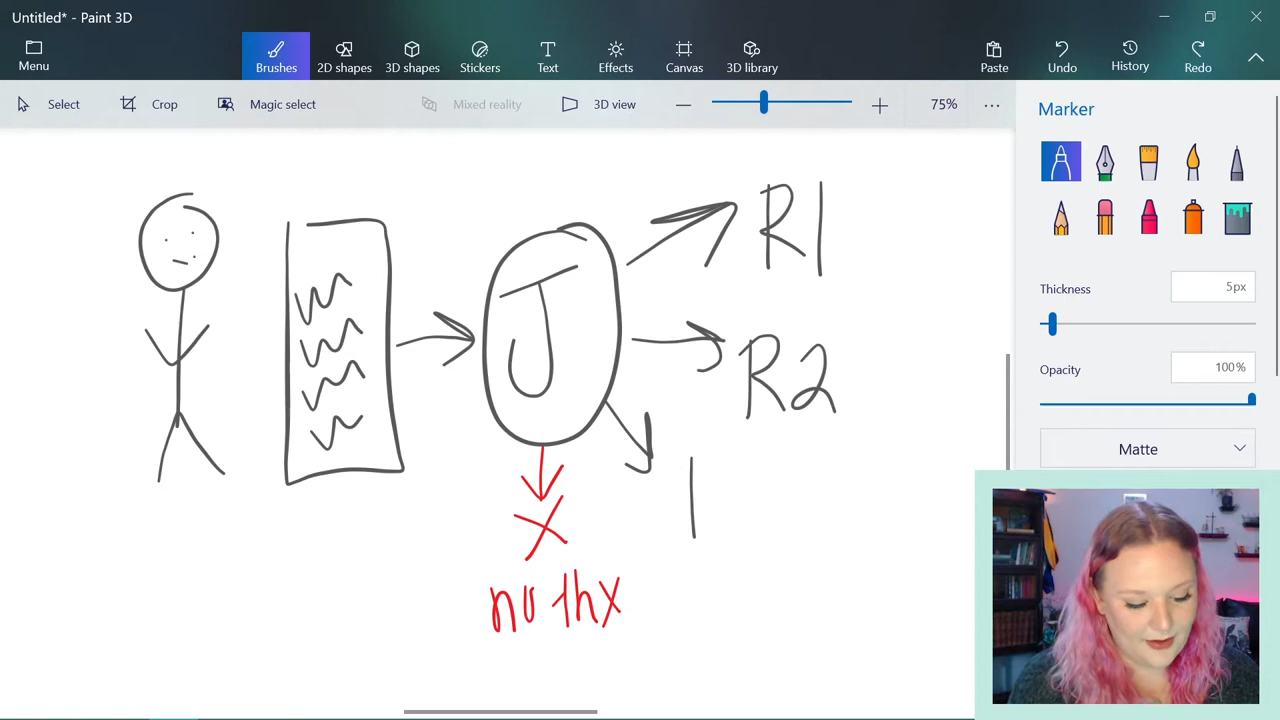 Untitled* - Paint 3D
Menu
Brushes
2D shapes
3D shapes
Stickers
Text
Effects
Canvas
3D library
Paste
Undo
History
Redo
Select
Crop
Magic select
Mixed reality
3D view
75%
Marker
Thickness
5px
Opacity
100%
Matte
R1
J
R2
X
no thx